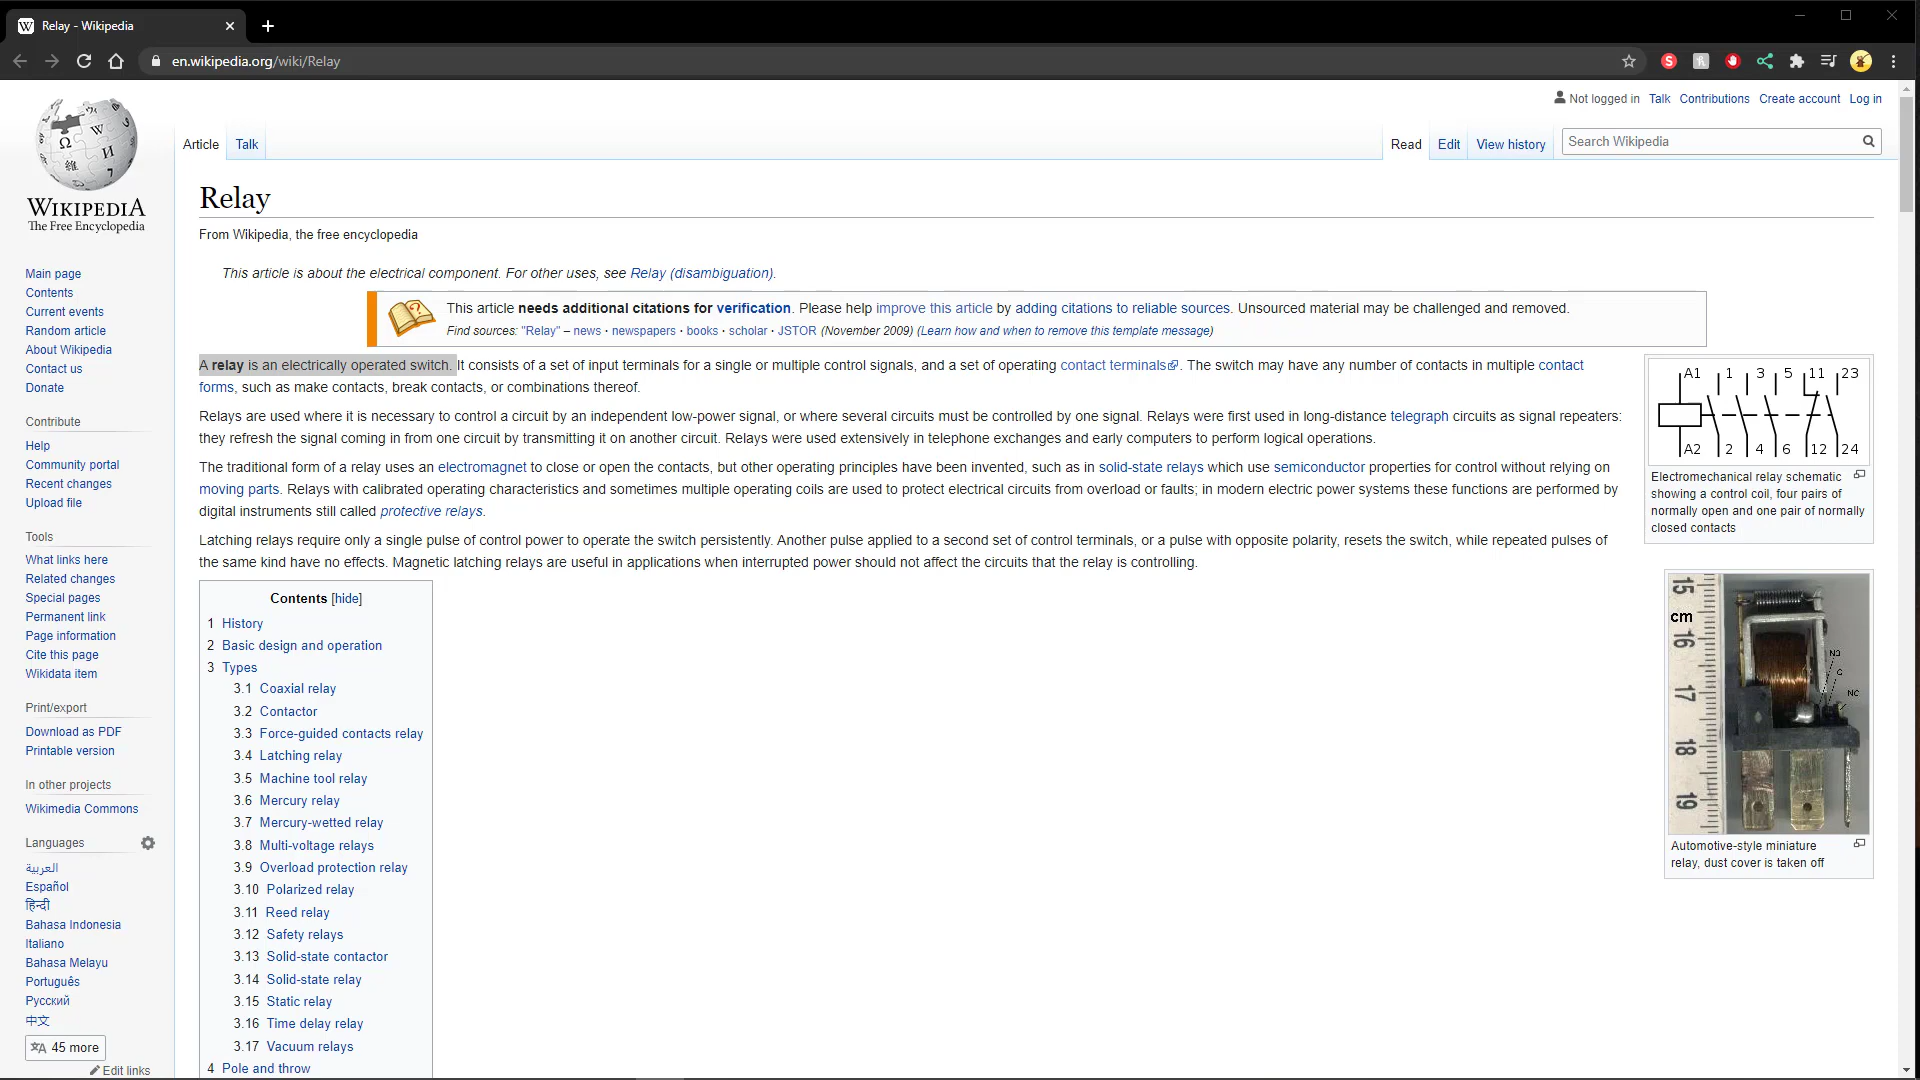 Relay - Wikipedia
en.wikipedia.org/wiki/Relay
Not logged in Talk Contributions Create account Log in
Article Talk Read Edit View history Search Wikipedia
WIKIPEDIA
The Free Encyclopedia
Main page
Contents
Current events
Random article
About Wikipedia
Contact us
Donate
Contribute
Help
Community portal
Recent changes
Upload file
Tools
What links here
Related changes
Special pages
Permanent link
Page information
Cite this page
Wikidata item
Print/export
Download as PDF
Printable version
In other projects
Wikimedia Commons
Languages
العربية
Español
हिन्दी
Bahasa Indonesia
Italiano
Bahasa Melayu
Português
Русский
中文
45 more
Edit links
Relay
From Wikipedia, the free encyclopedia
This article is about the electrical component. For other uses, see Relay (disambiguation).
This article needs additional citations for verification. Please help improve this article by adding citations to reliable sources. Unsourced material may be challenged and removed.
Find sources: "Relay" – news · newspapers · books · scholar · JSTOR (November 2009) (Learn how and when to remove this template message)
A relay is an electrically operated switch. It consists of a set of input terminals for a single or multiple control signals, and a set of operating contact terminals. The switch may have any number of contacts in multiple contact
forms, such as make contacts, break contacts, or combinations thereof.
Relays are used where it is necessary to control a circuit by an independent low-power signal, or where several circuits must be controlled by one signal. Relays were first used in long-distance telegraph circuits as signal repeaters:
they refresh the signal coming in from one circuit by transmitting it on another circuit. Relays were used extensively in telephone exchanges and early computers to perform logical operations.
The traditional form of a relay uses an electromagnet to close or open the contacts, but other operating principles have been invented, such as in solid-state relays which use semiconductor properties for control without relying on
moving parts. Relays with calibrated operating characteristics and sometimes multiple operating coils are used to protect electrical circuits from overload or faults; in modern electric power systems these functions are performed by
digital instruments still called protective relays.
Latching relays require only a single pulse of control power to operate the switch persistently. Another pulse applied to a second set of control terminals, or a pulse with opposite polarity, resets the switch, while repeated pulses of
the same kind have no effects. Magnetic latching relays are useful in applications when interrupted power should not affect the circuits that the relay is controlling.
Contents [hide]
1 History
2 Basic design and operation
3 Types
3.1 Coaxial relay
3.2 Contactor
3.3 Force-guided contacts relay
3.4 Latching relay
3.5 Machine tool relay
3.6 Mercury relay
3.7 Mercury-wetted relay
3.8 Multi-voltage relays
3.9 Overload protection relay
3.10 Polarized relay
3.11 Reed relay
3.12 Safety relays
3.13 Solid-state contactor
3.14 Solid-state relay
3.15 Static relay
3.16 Time delay relay
3.17 Vacuum relays
4 Pole and throw
A1 1 3 5 11 23
A2 2 4 6 12 24
Electromechanical relay schematic
showing a control coil, four pairs of
normally open and one pair of normally
closed contacts
15
cm
16
NO
C
NC
17
18
19
Automotive-style miniature
relay, dust cover is taken off